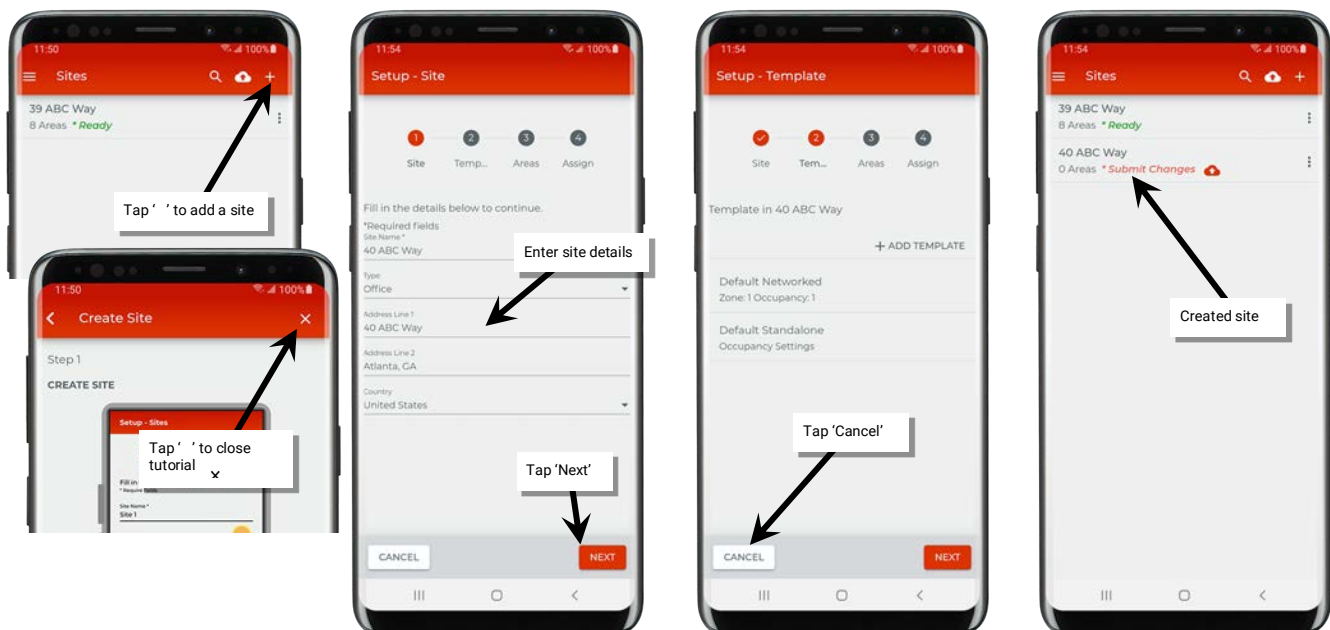 11:50
100%
Sites
39 ABC Way
8 Areas * Ready
Tap ‘ ’ to add a site
11:50
100%
Create Site
×
Step 1
CREATE SITE
Setup - Sites
Tap ‘ ’ to close
tutorial
×
Fill in
* Require fields
Site Name *
Site 1
11:54
100%
Setup - Site
1
2
3
4
Site
Temp...
Areas
Assign
Fill in the details below to continue.
*Required fields
Site Name *
40 ABC Way
Enter site details
Type
Office
Address Line 1
40 ABC Way
Address Line 2
Atlanta, GA
Country
United States
Tap ‘Next’
CANCEL
NEXT
11:54
100%
Setup - Template
2
3
4
Site
Tem...
Areas
Assign
Template in 40 ABC Way
+ ADD TEMPLATE
Default Networked
Zone: 1 Occupancy: 1
Default Standalone
Occupancy Settings
Tap ‘Cancel’
CANCEL
NEXT
11:54
100%
Sites
39 ABC Way
8 Areas * Ready
40 ABC Way
0 Areas * Submit Changes
Created site